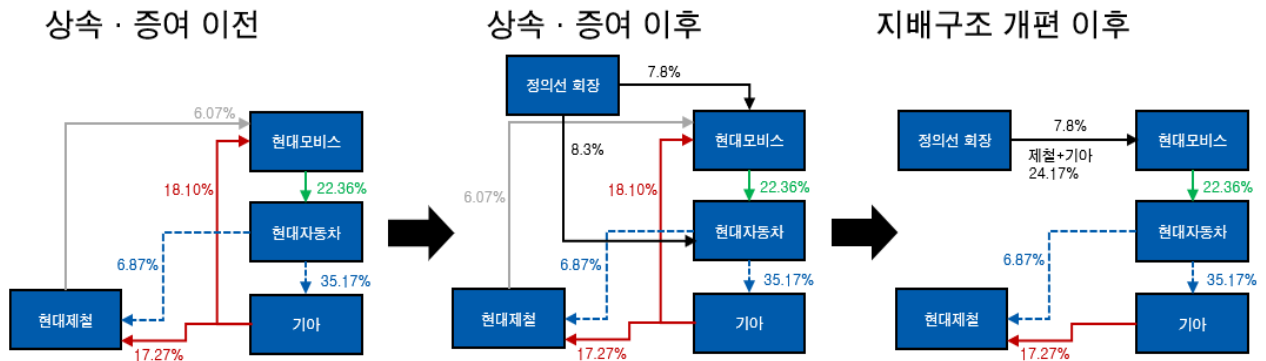 상속 · 증여 이전
상속 · 증여 이후
지배구조 개편 이후
6.07%
현대모비스
18.10%
22.36%
현대자동차
6.87%
35.17%
현대제철
기아
17.27%
정의선 회장
7.8%
8.3%
6.07%
현대모비스
18.10%
22.36%
현대자동차
6.87%
35.17%
현대제철
기아
17.27%
정의선 회장
7.8%
제철+기아
24.17%
현대모비스
22.36%
현대자동차
6.87%
35.17%
현대제철
기아
17.27%